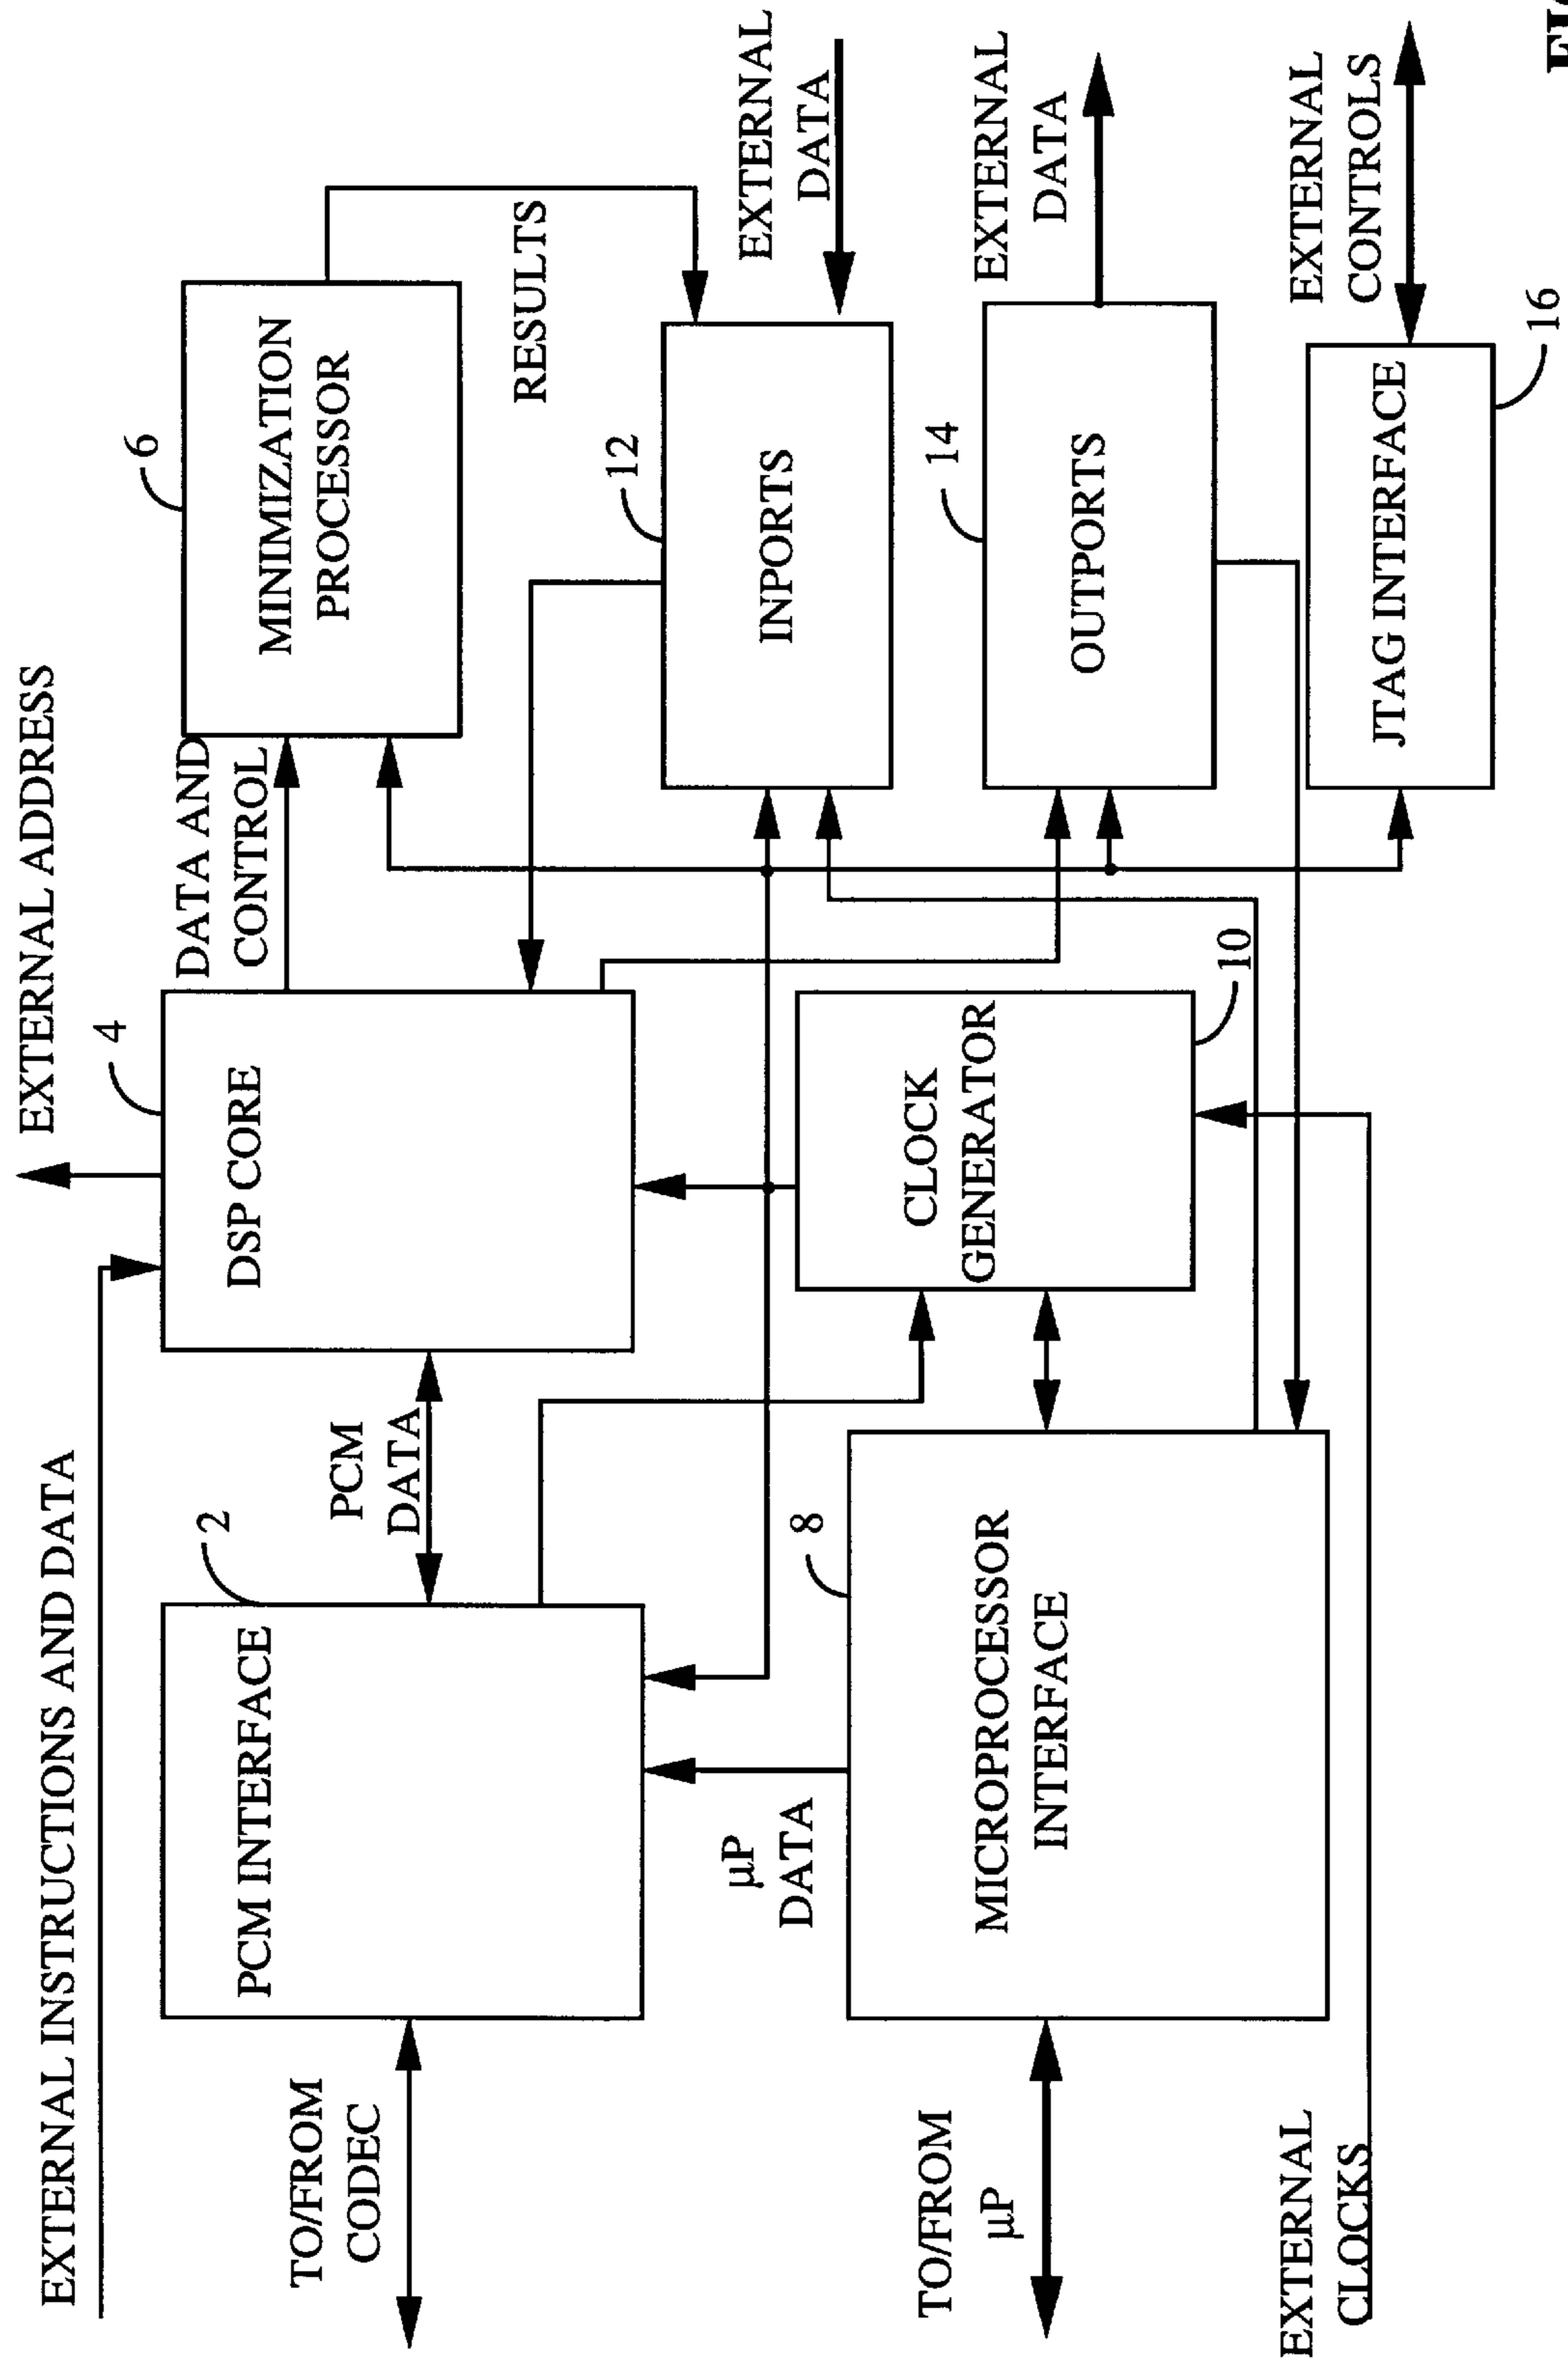 EXTERNAL INSTRUCTIONS AND DATA
EXTERNAL ADDRESS
TO/FROM
CODEC
2
PCM INTERFACE
PCM
DATA
4
DSP CORE
DATA AND
CONTROL
6
MINIMIZATION
PROCESSOR
RESULTS
µP
DATA
8
MICROPROCESSOR
INTERFACE
TO/FROM
µP
CLOCK
GENERATOR
10
12
INPORTS
EXTERNAL
DATA
14
OUTPORTS
EXTERNAL
DATA
JTAG INTERFACE
16
EXTERNAL
CONTROLS
EXTERNAL
CLOCKS